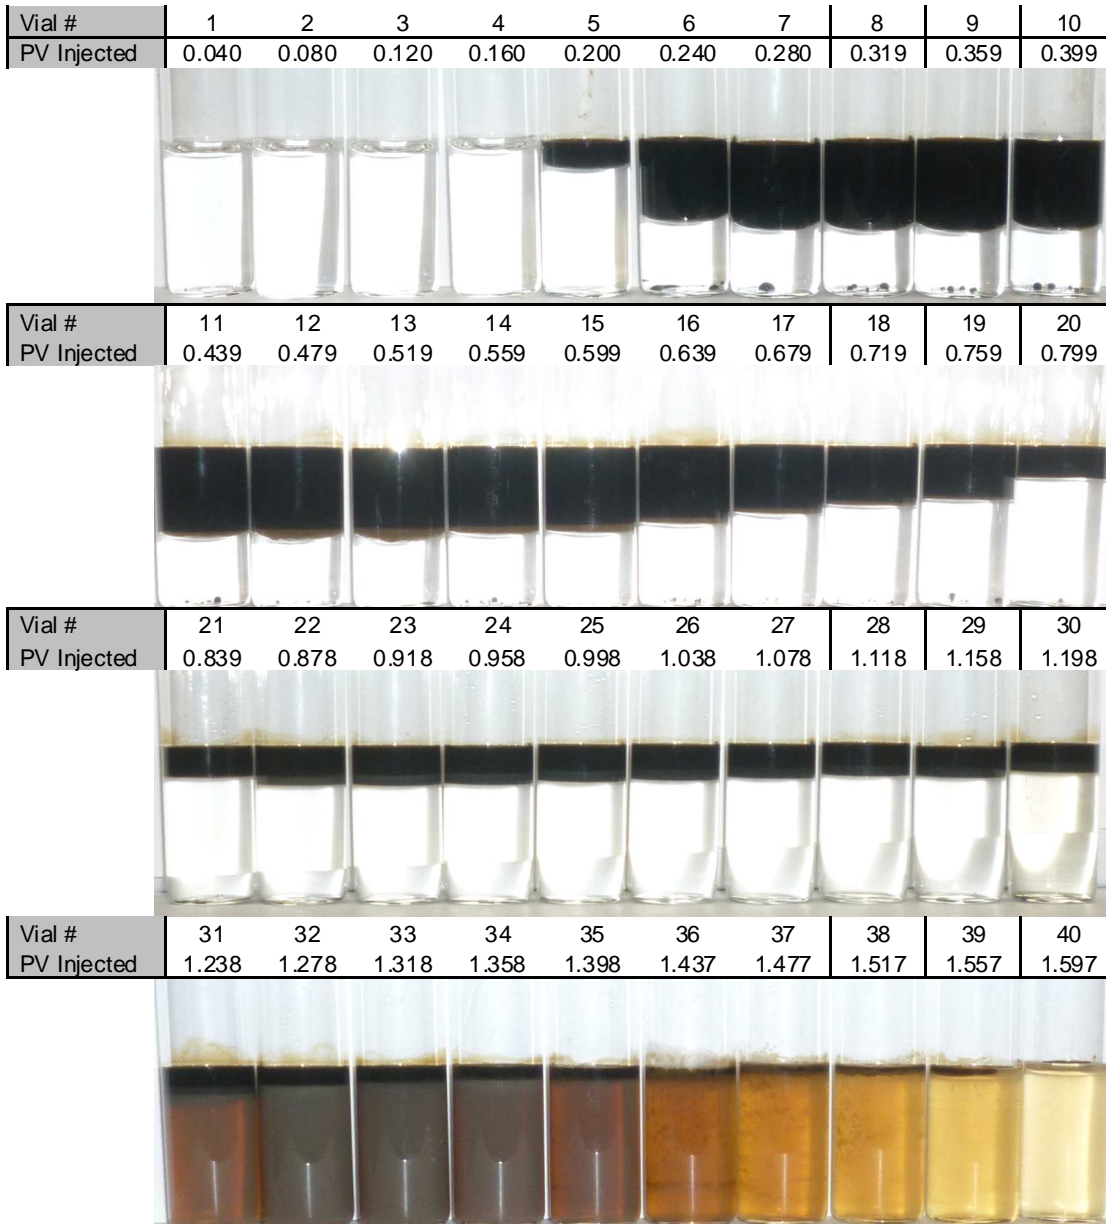 Vial # 1 2 3 4 5 6 7 8 9 10
PV Injected 0.040 0.080 0.120 0.160 0.200 0.240 0.280 0.319 0.359 0.399
Vial # 11 12 13 14 15 16 17 18 19 20
PV Injected 0.439 0.479 0.519 0.559 0.599 0.639 0.679 0.719 0.759 0.799
Vial # 21 22 23 24 25 26 27 28 29 30
PV Injected 0.839 0.878 0.918 0.958 0.998 1.038 1.078 1.118 1.158 1.198
Vial # 31 32 33 34 35 36 37 38 39 40
PV Injected 1.238 1.278 1.318 1.358 1.398 1.437 1.477 1.517 1.557 1.597